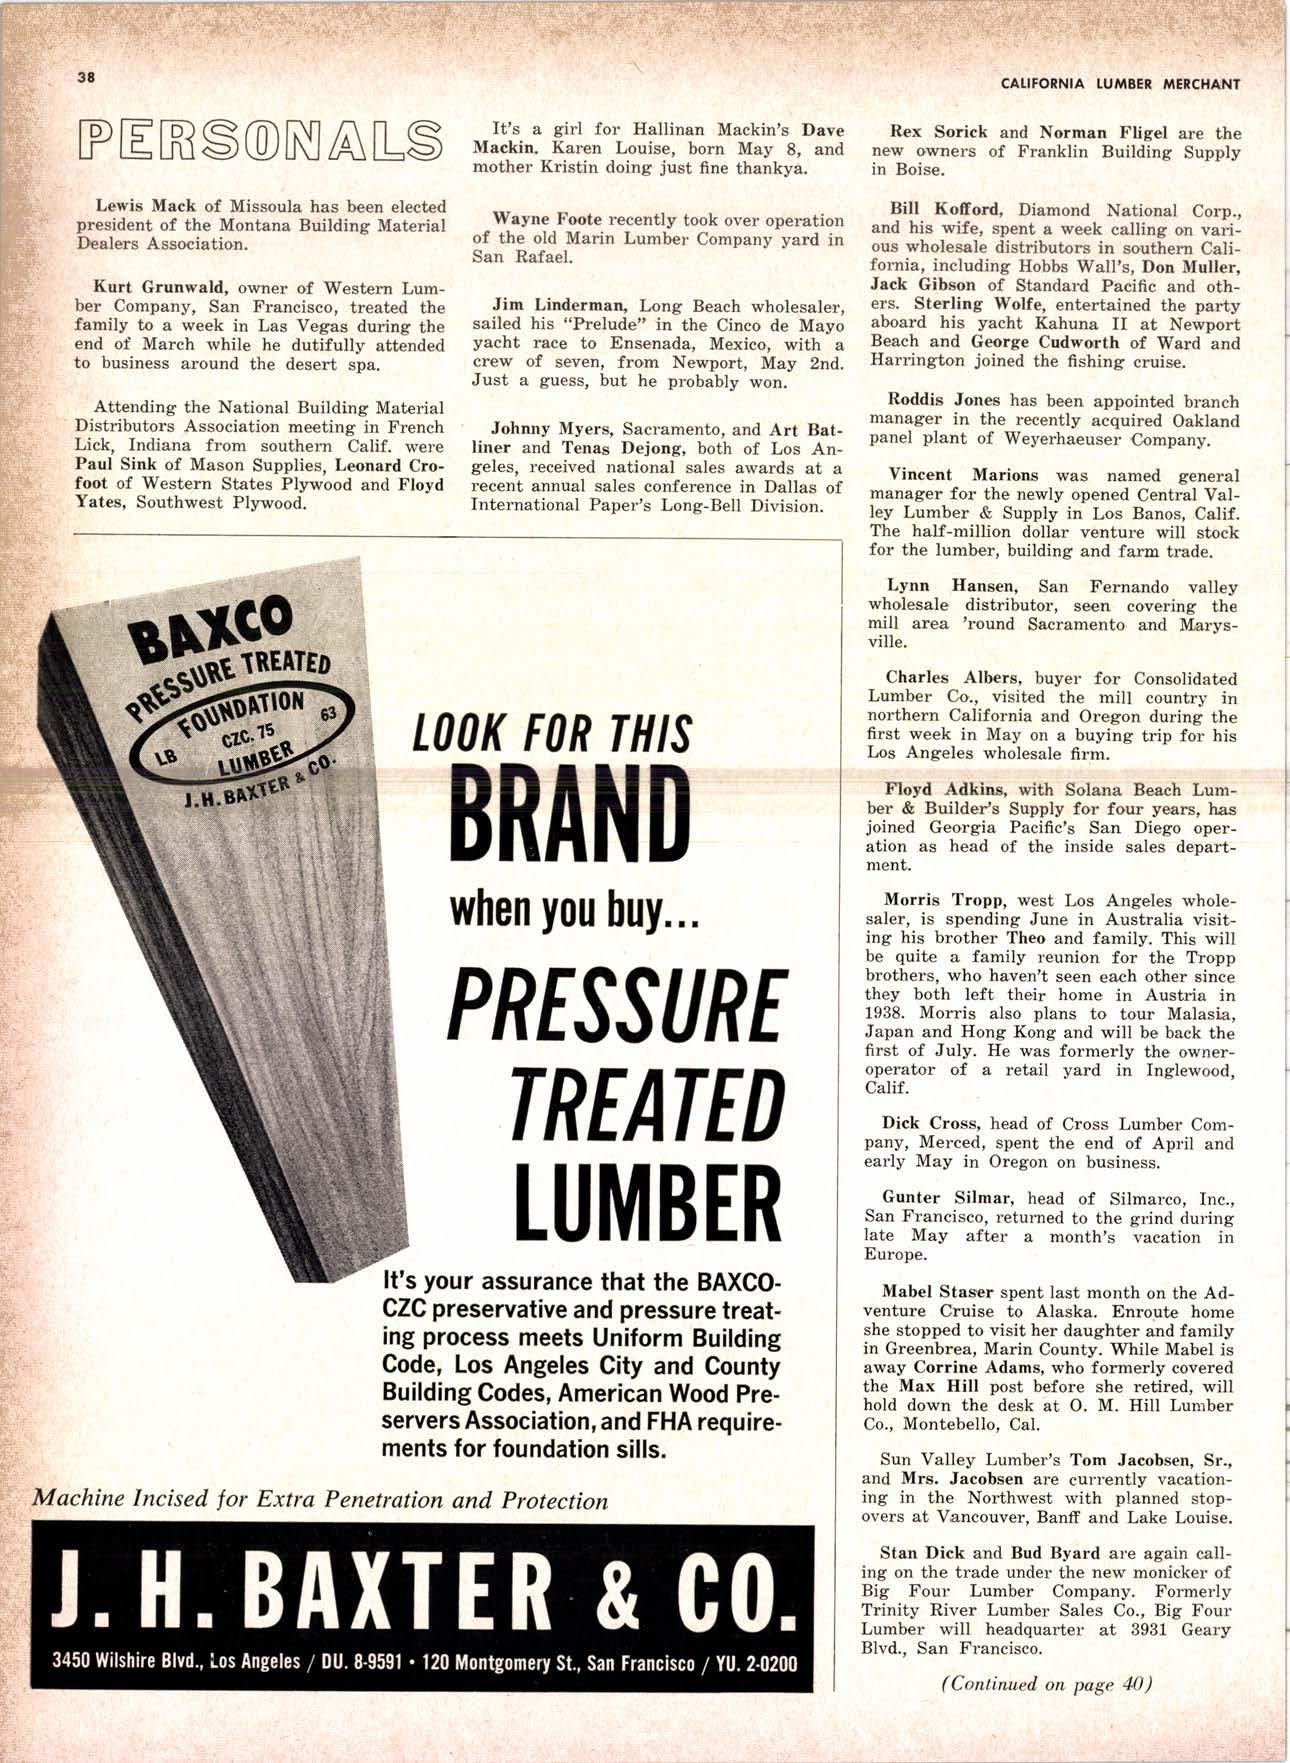 38
CALIFORNIA LUMBER MERCHANT
PERSONALS
Lewis Mack of Missoula has been elected
president of the Montana Building Material
Dealers Association.
Kurt Grunwald, owner of Western Lum-
ber Company, San Francisco, treated the
family to a week in Las Vegas during the
end of March while he dutifully attended
to business around the desert spa.
Attending the National Building Material
Distributors Association meeting in French
Lick, Indiana from southern Calif. were
Paul Sink of Mason Supplies, Leonard Cro-
foot of Western States Plywood and Floyd
Yates, Southwest Plywood.
It's a girl for Hallinan Mackin's Dave
Mackin. Karen Louise, born May 8, and
mother Kristin doing just fine thankya.
Wayne Foote recently took over operation
of the old Marin Lumber Company yard in
San Rafael.
Jim Linderman, Long Beach wholesaler,
sailed his "Prelude" in the Cinco de Mayo
yacht race to Ensenada, Mexico, with a
crew of seven, from Newport, May 2nd.
Just a guess, but he probably won.
Johnny Myers, Sacramento, and Art Bat-
liner and Tenas Dejong, both of Los An-
geles, received national sales awards at a
recent annual sales conference in Dallas of
International Paper's Long-Bell Division.
Rex Sorick and Norman Fligel are the
new owners of Franklin Building Supply
in Boise.
Bill Kofford, Diamond National Corp.,
and his wife, spent a week calling on vari-
ous wholesale distributors in southern Cali-
fornia, including Hobbs Wall's, Don Muller,
Jack Gibson of Standard Pacific and oth-
ers. Sterling Wolfe, entertained the party
aboard his yacht Kahuna II at Newport
Beach and George Cudworth of Ward and
Harrington joined the fishing cruise.
Roddis Jones has been appointed branch
manager in the recently acquired Oakland
panel plant of Weyerhaeuser Company.
Vincent Marions was named general
manager for the newly opened Central Val-
ley Lumber & Supply in Los Banos, Calif.
The half-million dollar venture will stock
for the lumber, building and farm trade.
Lynn Hansen, San Fernando valley
wholesale distributor, seen covering the
mill area 'round Sacramento and Marys-
ville.
Charles Albers, buyer for Consolidated
Lumber Co., visited the mill country in
northern California and Oregon during the
first week in May on a buying trip for his
Los Angeles wholesale firm.
Floyd Adkins, with Solana Beach Lum-
ber & Builder's Supply for four years, has
joined Georgia Pacific's San Diego oper-
ation as head of the inside sales depart-
ment.
Morris Tropp, west Los Angeles whole-
saler, is spending June in Australia visit-
ing his brother Theo and family. This will
be quite a family reunion for the Tropp
brothers, who haven't seen each other since
they both left their home in Austria in
1938. Morris also plans to tour Malasia,
Japan and Hong Kong and will be back the
first of July. He was formerly the owner-
operator of a retail yard in Inglewood,
Calif.
Dick Cross, head of Cross Lumber Com-
pany, Merced, spent the end of April and
early May in Oregon on business.
Gunter Silmar, head of Silmarco, Inc.,
San Francisco, returned to the grind during
late May after a month's vacation in
Europe.
Mabel Staser spent last month on the Ad-
venture Cruise to Alaska. Enroute home
she stopped to visit her daughter and family
in Greenbrea, Marin County. While Mabel is
away Corrine Adams, who formerly covered
the Max Hill post before she retired, will
hold down the desk at O. M. Hill Lumber
Co., Montebello, Cal.
Sun Valley Lumber's Tom Jacobsen, Sr.,
and Mrs. Jacobsen are currently vacation-
ing in the Northwest with planned stop-
overs at Vancouver, Banff and Lake Louise.
Stan Dick and Bud Byard are again call-
ing on the trade under the new monicker of
Big Four Lumber Company. Formerly
Trinity River Lumber Sales Co., Big Four
Lumber will headquarter at 3931 Geary
Blvd., San Francisco.
(Continued on page 40)
BAXCO
PRESSURE TREATED
FOUNDATION
LB CZC. 75 63
LUMBER
J. H. BAXTER & CO.
LOOK FOR THIS
BRAND
when you buy...
PRESSURE
TREATED
LUMBER
It's your assurance that the BAXCO-
CZC preservative and pressure treat-
ing process meets Uniform Building
Code, Los Angeles City and County
Building Codes, American Wood Pre-
servers Association, and FHA require-
ments for foundation sills.
Machine Incised for Extra Penetration and Protection
J. H. BAXTER & CO.
3450 Wilshire Blvd., Los Angeles / DU. 8-9591 • 120 Montgomery St., San Francisco / YU. 2-0200